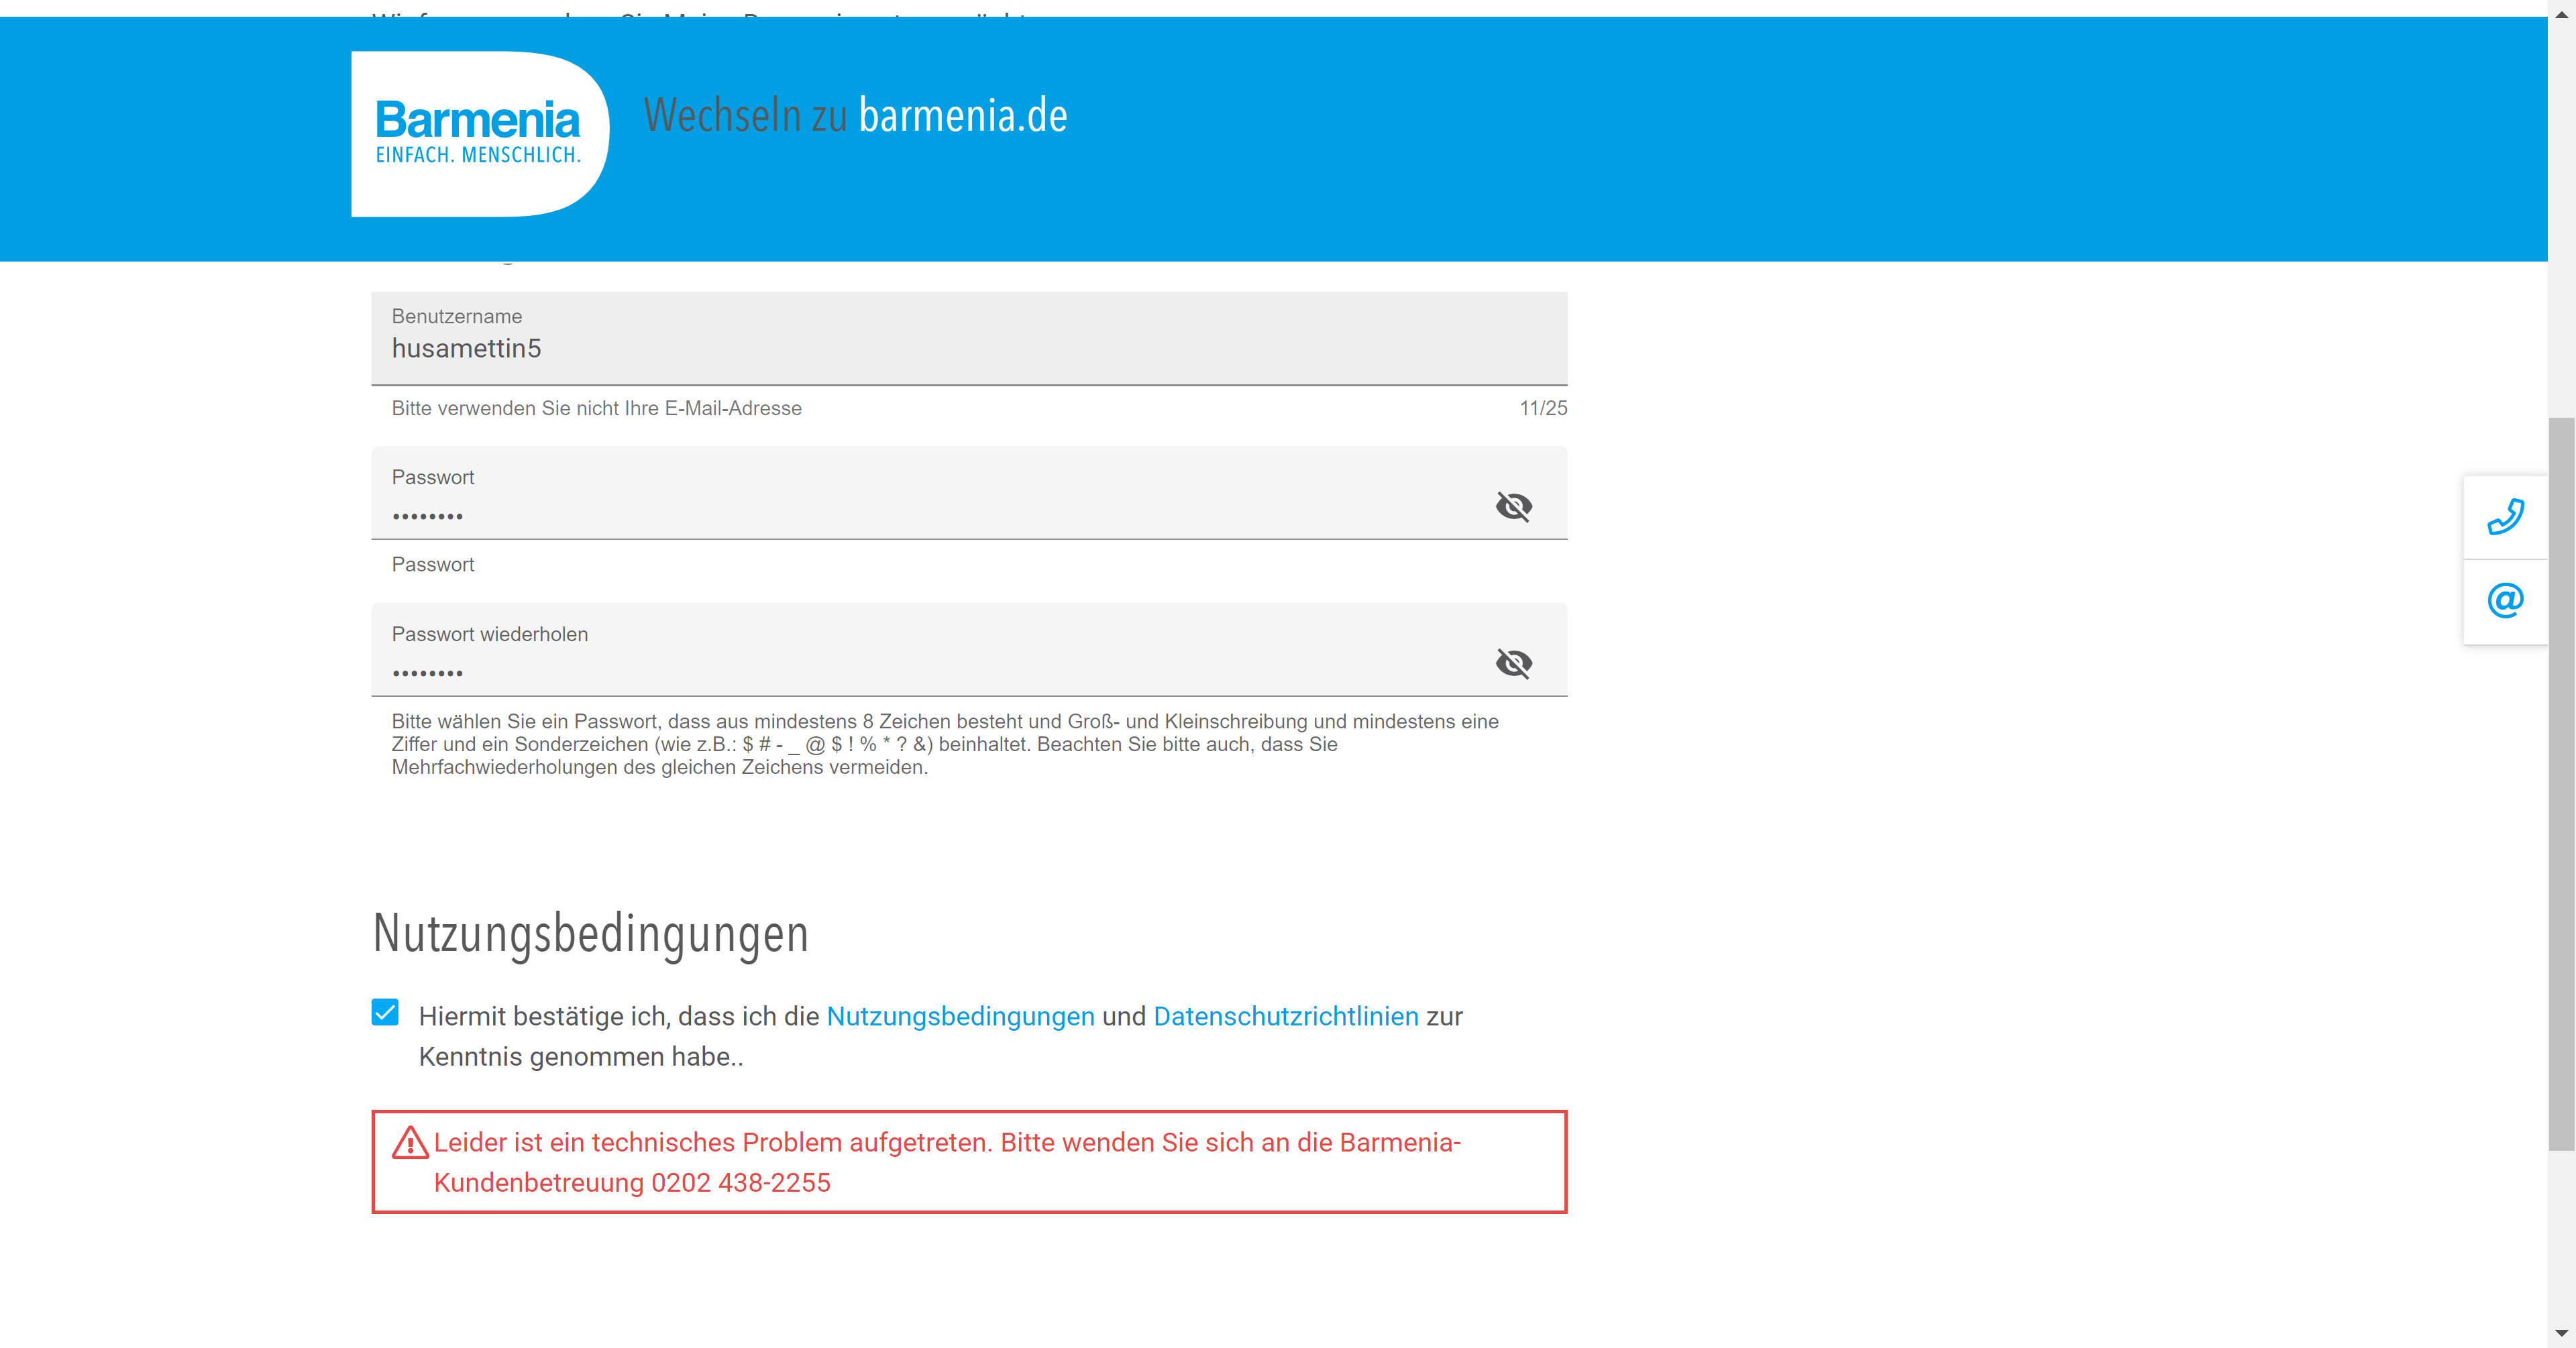 Barmenia
EINFACH. MENSCHLICH.
Wechseln zu barmenia.de
Benutzername
husamettin5
Bitte verwenden Sie nicht Ihre E-Mail-Adresse
11/25
Passwort
••••••••
Passwort
Passwort wiederholen
••••••••
Bitte wählen Sie ein Passwort, dass aus mindestens 8 Zeichen besteht und Groß- und Kleinschreibung und mindestens eine
Ziffer und ein Sonderzeichen (wie z.B.: $ # - _ @ $ ! % * ? &) beinhaltet. Beachten Sie bitte auch, dass Sie
Mehrfachwiederholungen des gleichen Zeichens vermeiden.
Nutzungsbedingungen
Hiermit bestätige ich, dass ich die Nutzungsbedingungen und Datenschutzrichtlinien zur
Kenntnis genommen habe..
Leider ist ein technisches Problem aufgetreten. Bitte wenden Sie sich an die Barmenia-
Kundenbetreuung 0202 438-2255